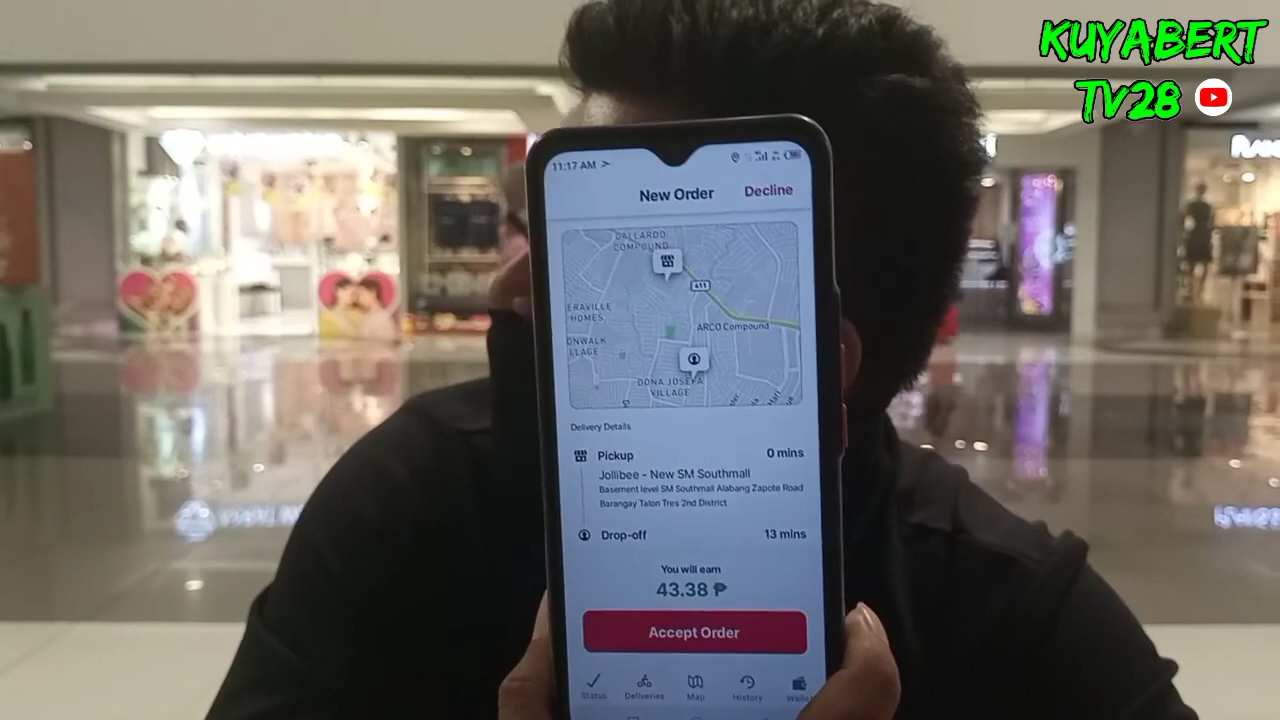 KUYABERT
TV28
11:17 AM
New Order
Decline
GALLARDO
COMPOUND
411
ERAVILLE
HOMES
ARCO Compound
ONWALK
LLAGE
DONA JOSEFA
VILLAGE
Delivery Details
Pickup
0 mins
Jollibee - New SM Southmall
Basement level SM Southmall Alabang Zapote Road
Barangay Talon Tres 2nd District
Drop-off
13 mins
You will earn
43.38 ₱
Accept Order
Status
Deliveries
Map
History
Wallet